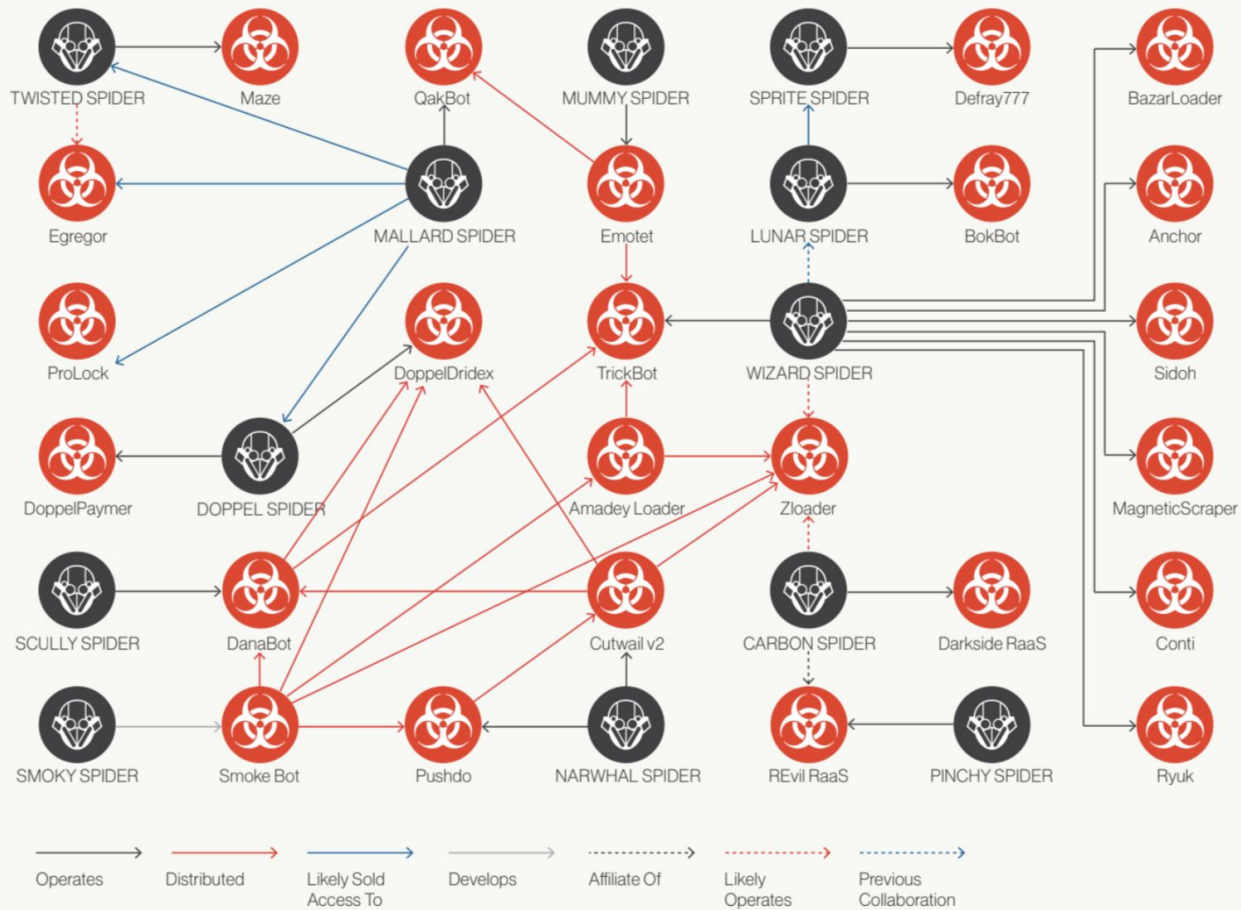 TWISTED SPIDER
Maze
QakBot
MUMMY SPIDER
SPRITE SPIDER
Defray777
BazarLoader
Egregor
MALLARD SPIDER
Emotet
LUNAR SPIDER
BokBot
Anchor
ProLock
DoppelDridex
TrickBot
WIZARD SPIDER
Sidoh
DoppelPaymer
DOPPEL SPIDER
Amadey Loader
Zloader
MagneticScraper
SCULLY SPIDER
DanaBot
Cutwail v2
CARBON SPIDER
Darkside RaaS
Conti
SMOKY SPIDER
Smoke Bot
Pushdo
NARWHAL SPIDER
REvil RaaS
PINCHY SPIDER
Ryuk
Operates
Distributed
Likely Sold
Access To
Develops
Affiliate Of
Likely
Operates
Previous
Collaboration